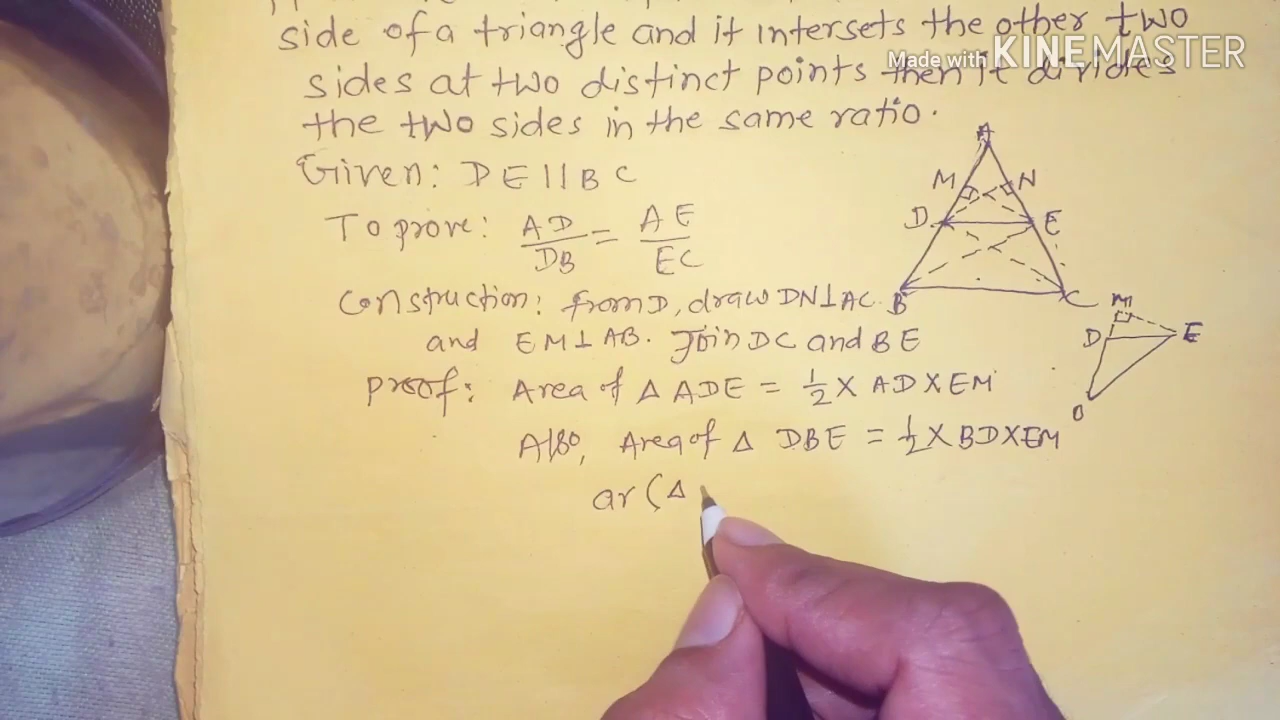 side of a triangle and it intersets the other two
Made with KINEMASTER
sides at two distinct points then it divides
the two sides in the same ratio.
Given: DE || BC
To prove: AD/DB = AE/EC
Construction: from D, draw DN⊥AC.
and EM⊥AB. Join DC and BE
Proof: Area of △ ADE = 1/2 × AD × EM
Also, Area of △ DBE = 1/2 × BD × EM
ar (△
A
M N
D E
B C
M
D E
B